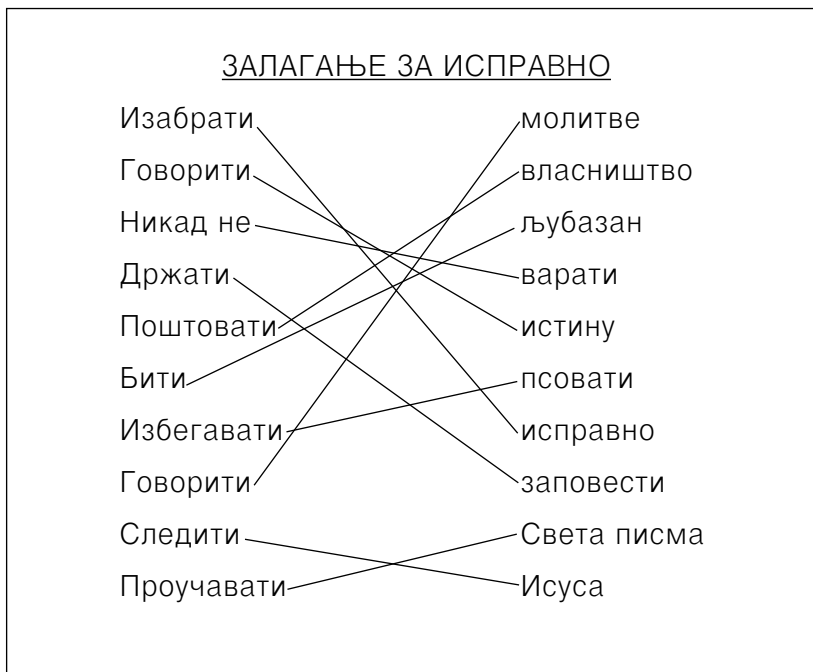 ЗАЛАГАЊЕ ЗА ИСПРАВНО
Изабрати молитве
Говорити власништво
Никад не љубазан
Држати варати
Поштовати истину
Бити псовати
Избегавати исправно
Говорити заповести
Следити Света писма
Проучавати Исуса